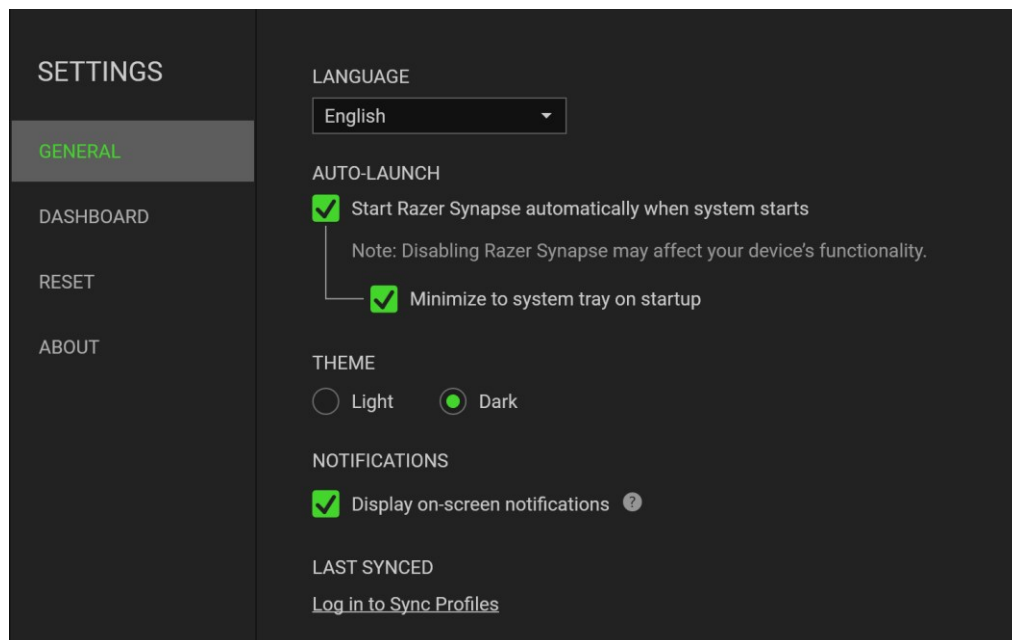 SETTINGS
GENERAL
DASHBOARD
RESET
ABOUT
LANGUAGE
English
AUTO-LAUNCH
Start Razer Synapse automatically when system starts
Note: Disabling Razer Synapse may affect your device's functionality.
Minimize to system tray on startup
THEME
Light Dark
NOTIFICATIONS
Display on-screen notifications ?
LAST SYNCED
Log in to Sync Profiles